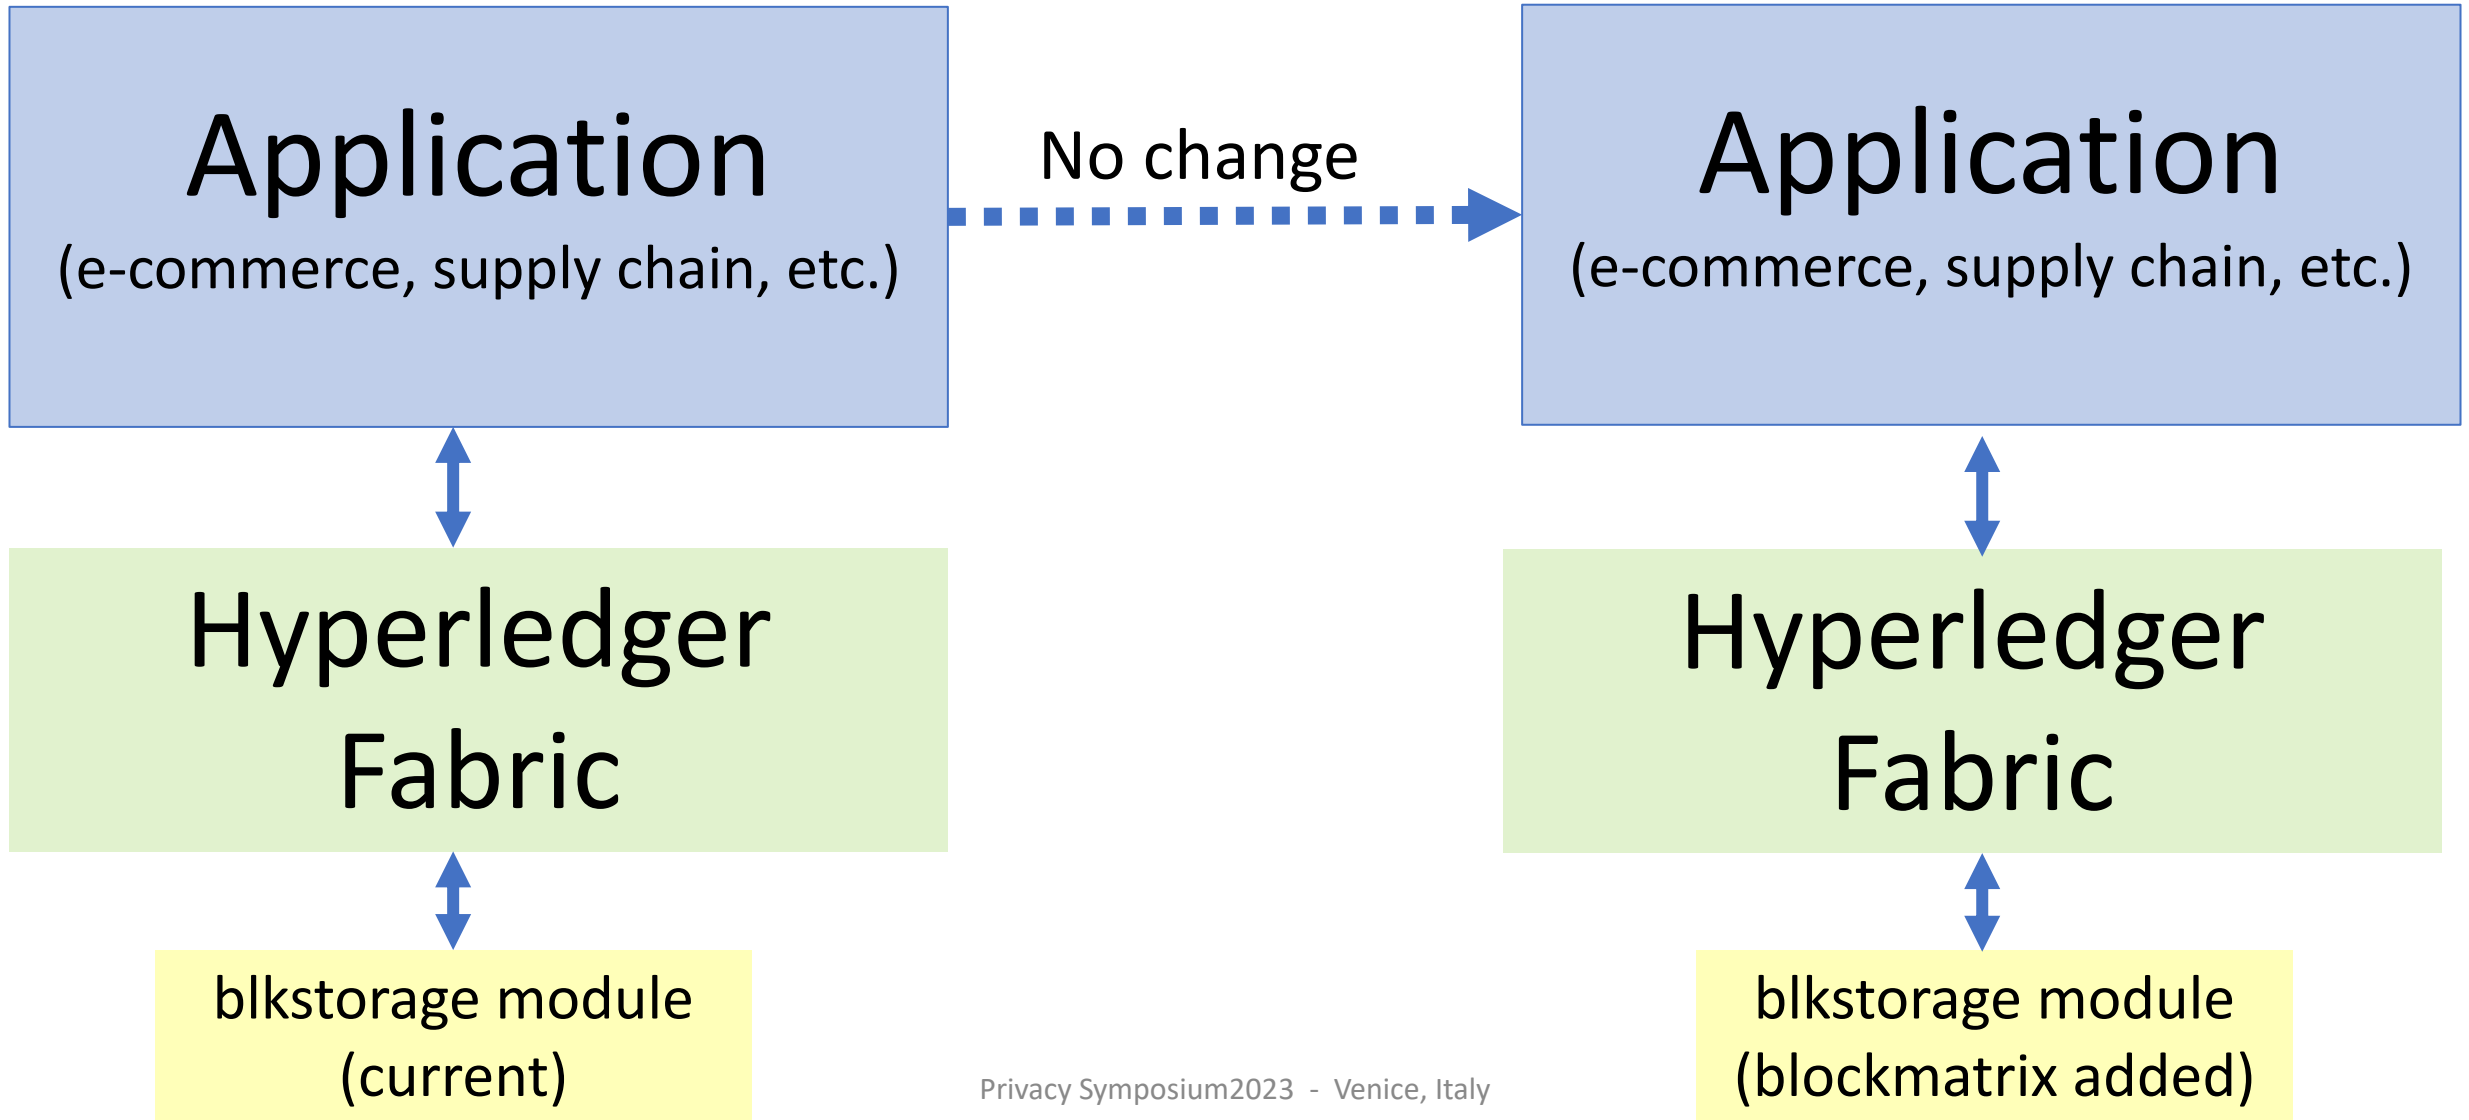 Application
(e-commerce, supply chain, etc.)
No change
Application
(e-commerce, supply chain, etc.)
Hyperledger
Fabric
Hyperledger
Fabric
blkstorage module
(current)
blkstorage module
(blockmatrix added)
Privacy Symposium2023 - Venice, Italy